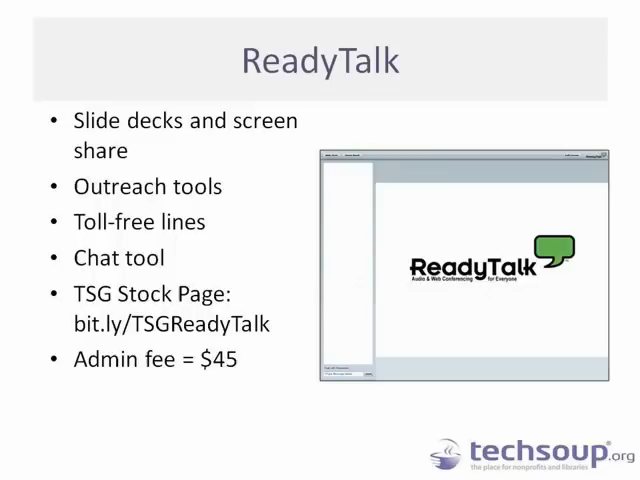 ReadyTalk
• Slide decks and screen
share
• Outreach tools
• Toll-free lines
• Chat tool
• TSG Stock Page:
bit.ly/TSGReadyTalk
• Admin fee = $45
ReadyTalk
Audio & Web Conferencing for Everyone
techsoup.org
the place for nonprofits and libraries